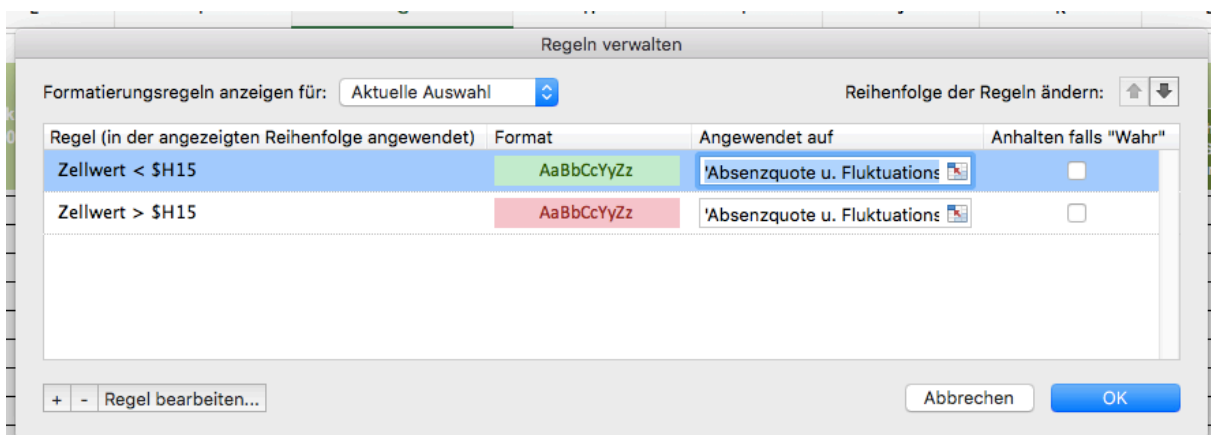 Regeln verwalten
Formatierungsregeln anzeigen für: Aktuelle Auswahl Reihenfolge der Regeln ändern:
Regel (in der angezeigten Reihenfolge angewendet) Format Angewendet auf Anhalten falls "Wahr"
Zellwert < $H15 AaBbCcYyZz 'Absenzquote u. Fluktuations
Zellwert > $H15 AaBbCcYyZz 'Absenzquote u. Fluktuations
+ - Regel bearbeiten... Abbrechen OK